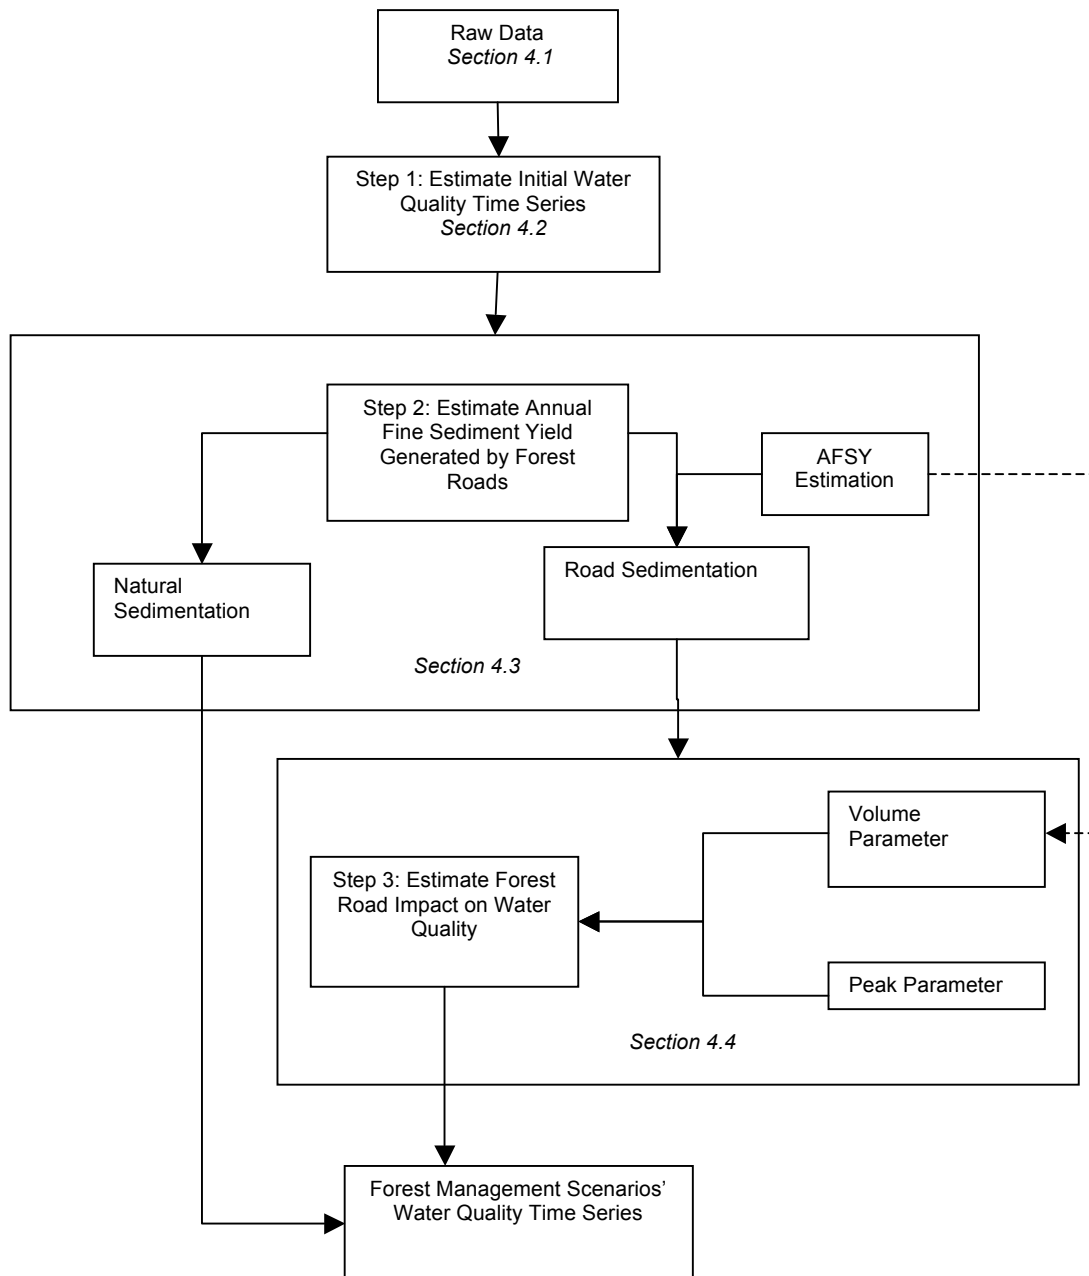 Raw Data
Section 4.1
Step 1: Estimate Initial Water
Quality Time Series
Section 4.2
Step 2: Estimate Annual
Fine Sediment Yield
Generated by Forest
Roads
AFSY
Estimation
Natural
Sedimentation
Road Sedimentation
Section 4.3
Volume
Parameter
Step 3: Estimate Forest
Road Impact on Water
Quality
Peak Parameter
Section 4.4
Forest Management Scenarios’
Water Quality Time Series